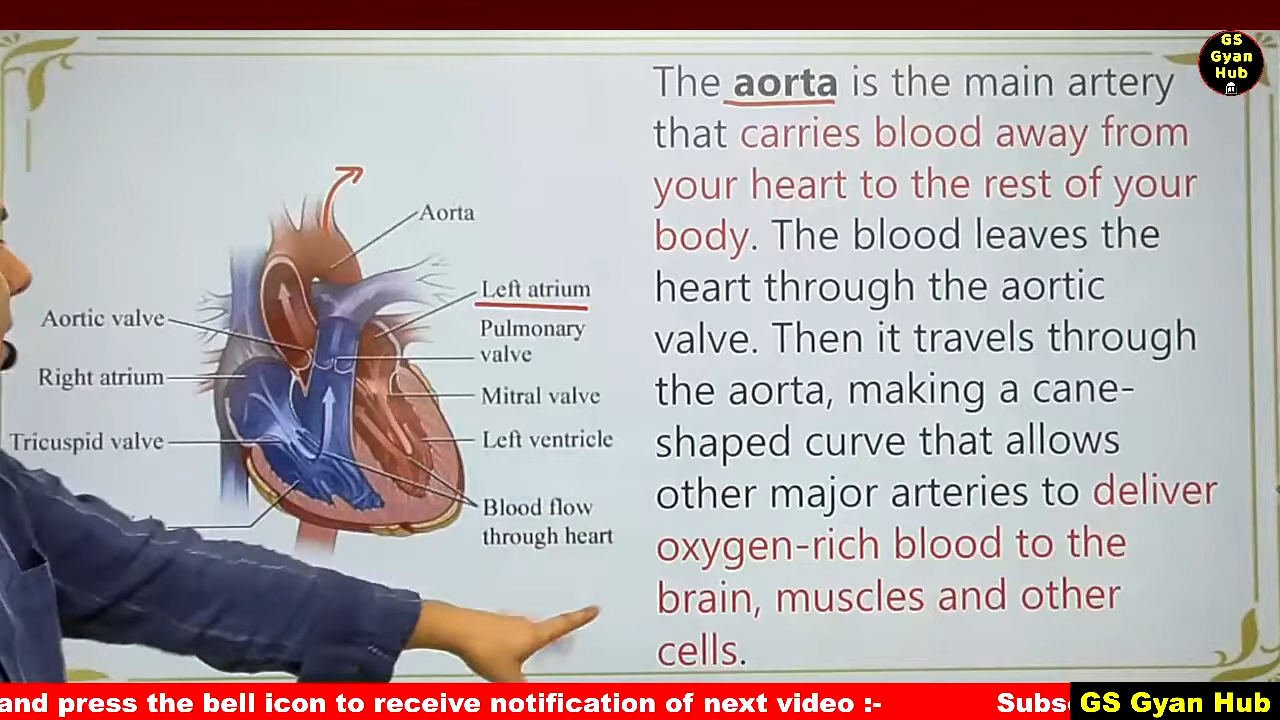 GS
Gyan
Hub
The aorta is the main artery
that carries blood away from
your heart to the rest of your
body. The blood leaves the
heart through the aortic
valve. Then it travels through
the aorta, making a cane-
shaped curve that allows
other major arteries to deliver
oxygen-rich blood to the
brain, muscles and other
cells.
Aorta
Left atrium
Pulmonary
valve
Mitral valve
Left ventricle
Blood flow
through heart
Aortic valve
Right atrium
Tricuspid valve
and press the bell icon to receive notification of next video :-
GS Gyan Hub